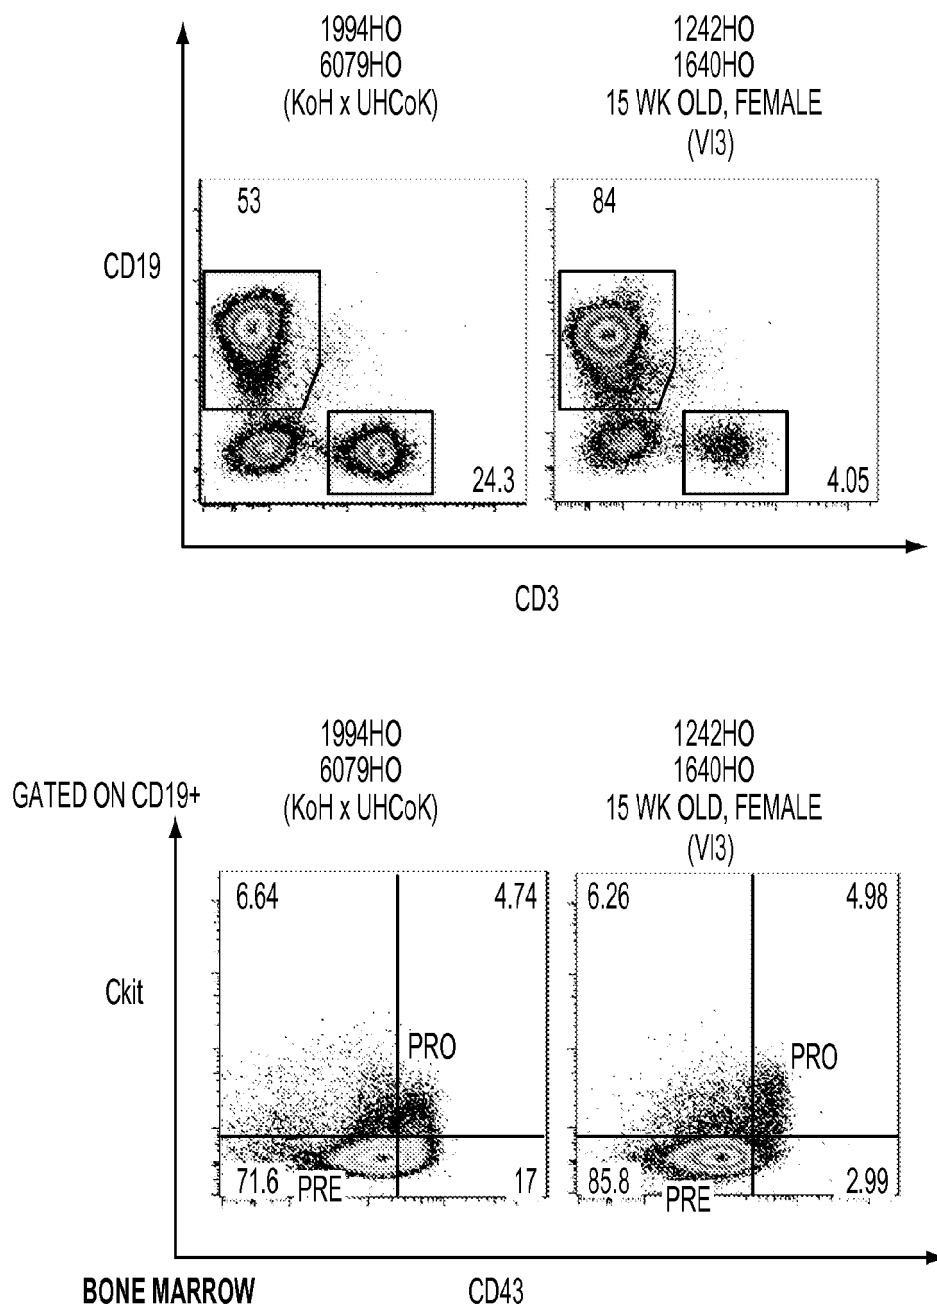 1994HO
6079HO
(KoH x UHCoK)
1242HO
1640HO
15 WK OLD, FEMALE
(VI3)
53
84
CD19
24.3
4.05
CD3
1994HO
6079HO
(KoH x UHCoK)
1242HO
1640HO
15 WK OLD, FEMALE
(VI3)
GATED ON CD19+
6.64
4.74
6.26
4.98
Ckit
PRO
PRO
71.6
PRE
17
85.8
PRE
2.99
BONE MARROW
CD43